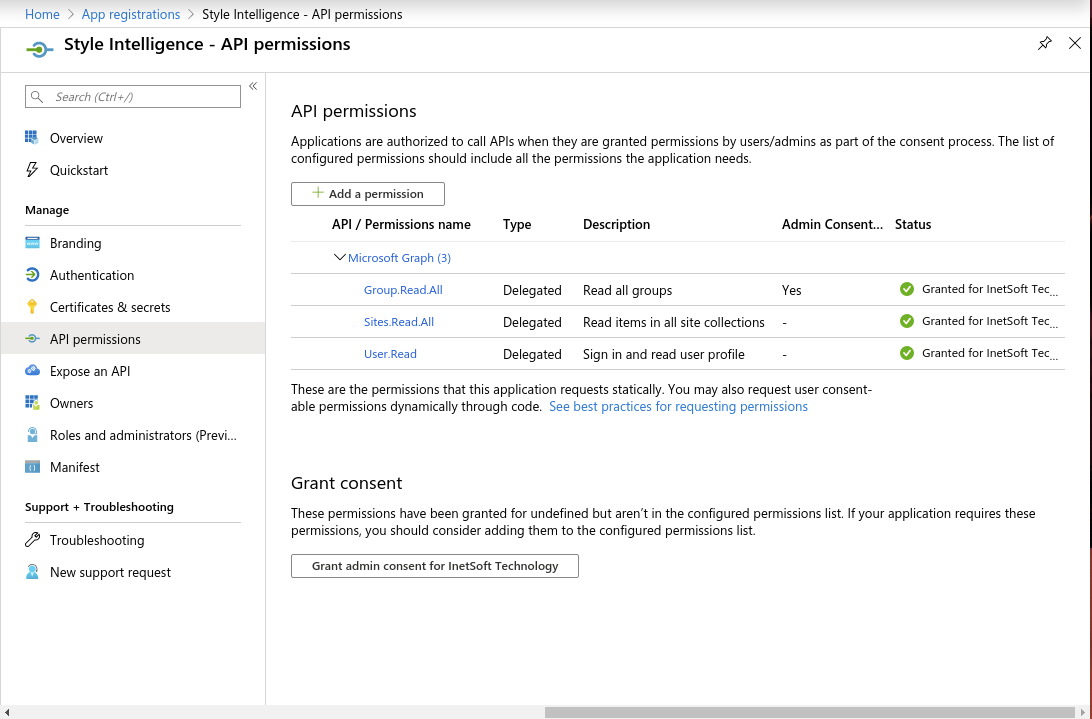 Home > App registrations > Style Intelligence - API permissions
Style Intelligence - API permissions
Search (Ctrl+/)
«
Overview
Quickstart
Manage
Branding
Authentication
Certificates & secrets
API permissions
Expose an API
Owners
Roles and administrators (Previ...
Manifest
Support + Troubleshooting
Troubleshooting
New support request
API permissions
Applications are authorized to call APIs when they are granted permissions by users/admins as part of the consent process. The list of
configured permissions should include all the permissions the application needs.
+ Add a permission
API / Permissions name Type Description Admin Consent... Status
Microsoft Graph (3)
Group.Read.All Delegated Read all groups Yes Granted for InetSoft Tec...
Sites.Read.All Delegated Read items in all site collections - Granted for InetSoft Tec...
User.Read Delegated Sign in and read user profile - Granted for InetSoft Tec...
These are the permissions that this application requests statically. You may also request user consent-
able permissions dynamically through code. See best practices for requesting permissions
Grant consent
These permissions have been granted for undefined but aren't in the configured permissions list. If your application requires these
permissions, you should consider adding them to the configured permissions list.
Grant admin consent for InetSoft Technology